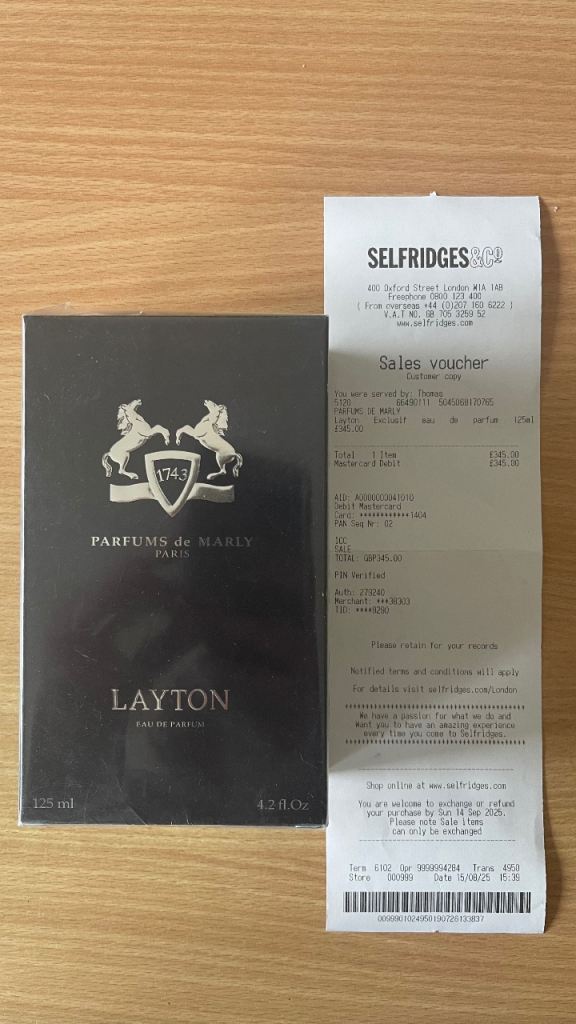 1743
PARFUMS de MARLY
PARIS
LAYTON
EAU DE PARFUM
125 ml 4.2 fl.Oz
SELFRIDGES&Cº
400 Oxford Street London W1A 1AB
Freephone 0800 123 400
( From overseas +44 (0)207 160 6222 )
V.A.T NO. GB 705 3259 52
www.selfridges.com
Sales voucher
Customer copy
You were served by: Thomas
5120 66490111 5045068170765
PARFUMS DE MARLY
Layton Exclusif eau de parfum 125ml
£345.00
Total 1 Item £345.00
Mastercard Debit £345.00
AID: A0000000041010
Debit Mastercard
Card: ************1404
PAN Seq Nr: 02
ICC
SALE
TOTAL: GBP345.00
PIN Verified
Auth: 279240
Merchant: ***38303
TID: ****8280
Please retain for your records
Notified terms and conditions will apply
For details visit selfridges.com/London
We have a passion for what we do and
Want you to have an amazing experience
every time you come to Selfridges.
Shop online at www.selfridges.com
You are welcome to exchange or refund
your purchase by Sun 14 Sep 2025.
Please note Sale items
can only be exchanged
Term 6102 Opr 9999994284 Trans 4950
Store 000999 Date 15/08/25 15:39
0099901024950190726133837